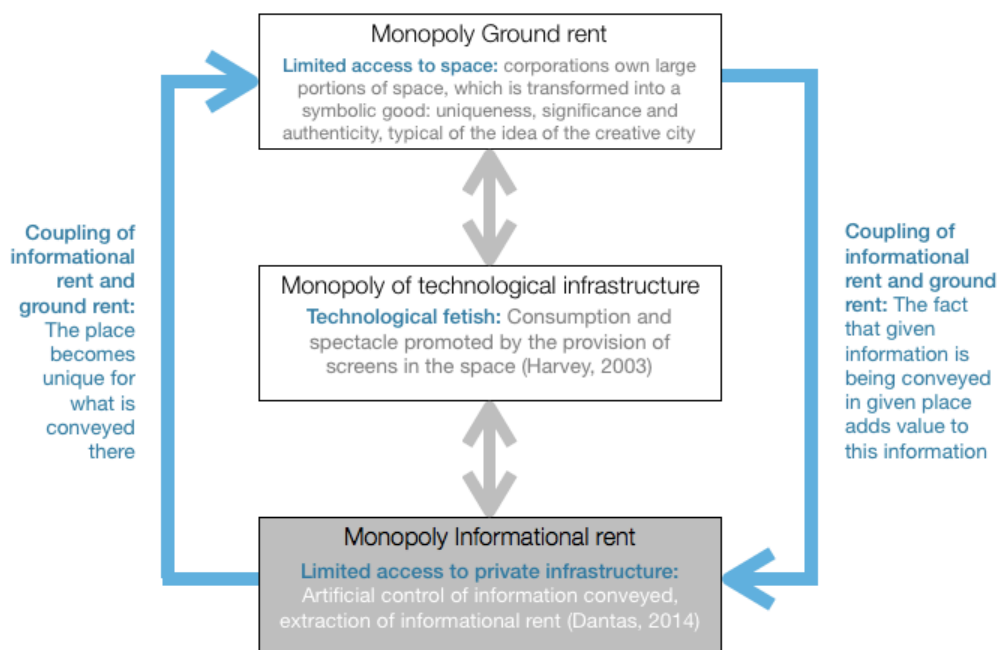 Monopoly Ground rent
Limited access to space: corporations own large
portions of space, which is transformed into a
symbolic good: uniqueness, significance and
authenticity, typical of the idea of the creative city
Coupling of
informational
rent and
ground rent:
The place
becomes
unique for
what is
conveyed
there
Monopoly of technological infrastructure
Technological fetish: Consumption and
spectacle promoted by the provision of
screens in the space (Harvey, 2003)
Coupling of
informational
rent and ground
rent: The fact
that given
information is
being conveyed
in given place
adds value to
this information
Monopoly Informational rent
Limited access to private infrastructure:
Artificial control of information conveyed,
extraction of informational rent (Dantas, 2014)